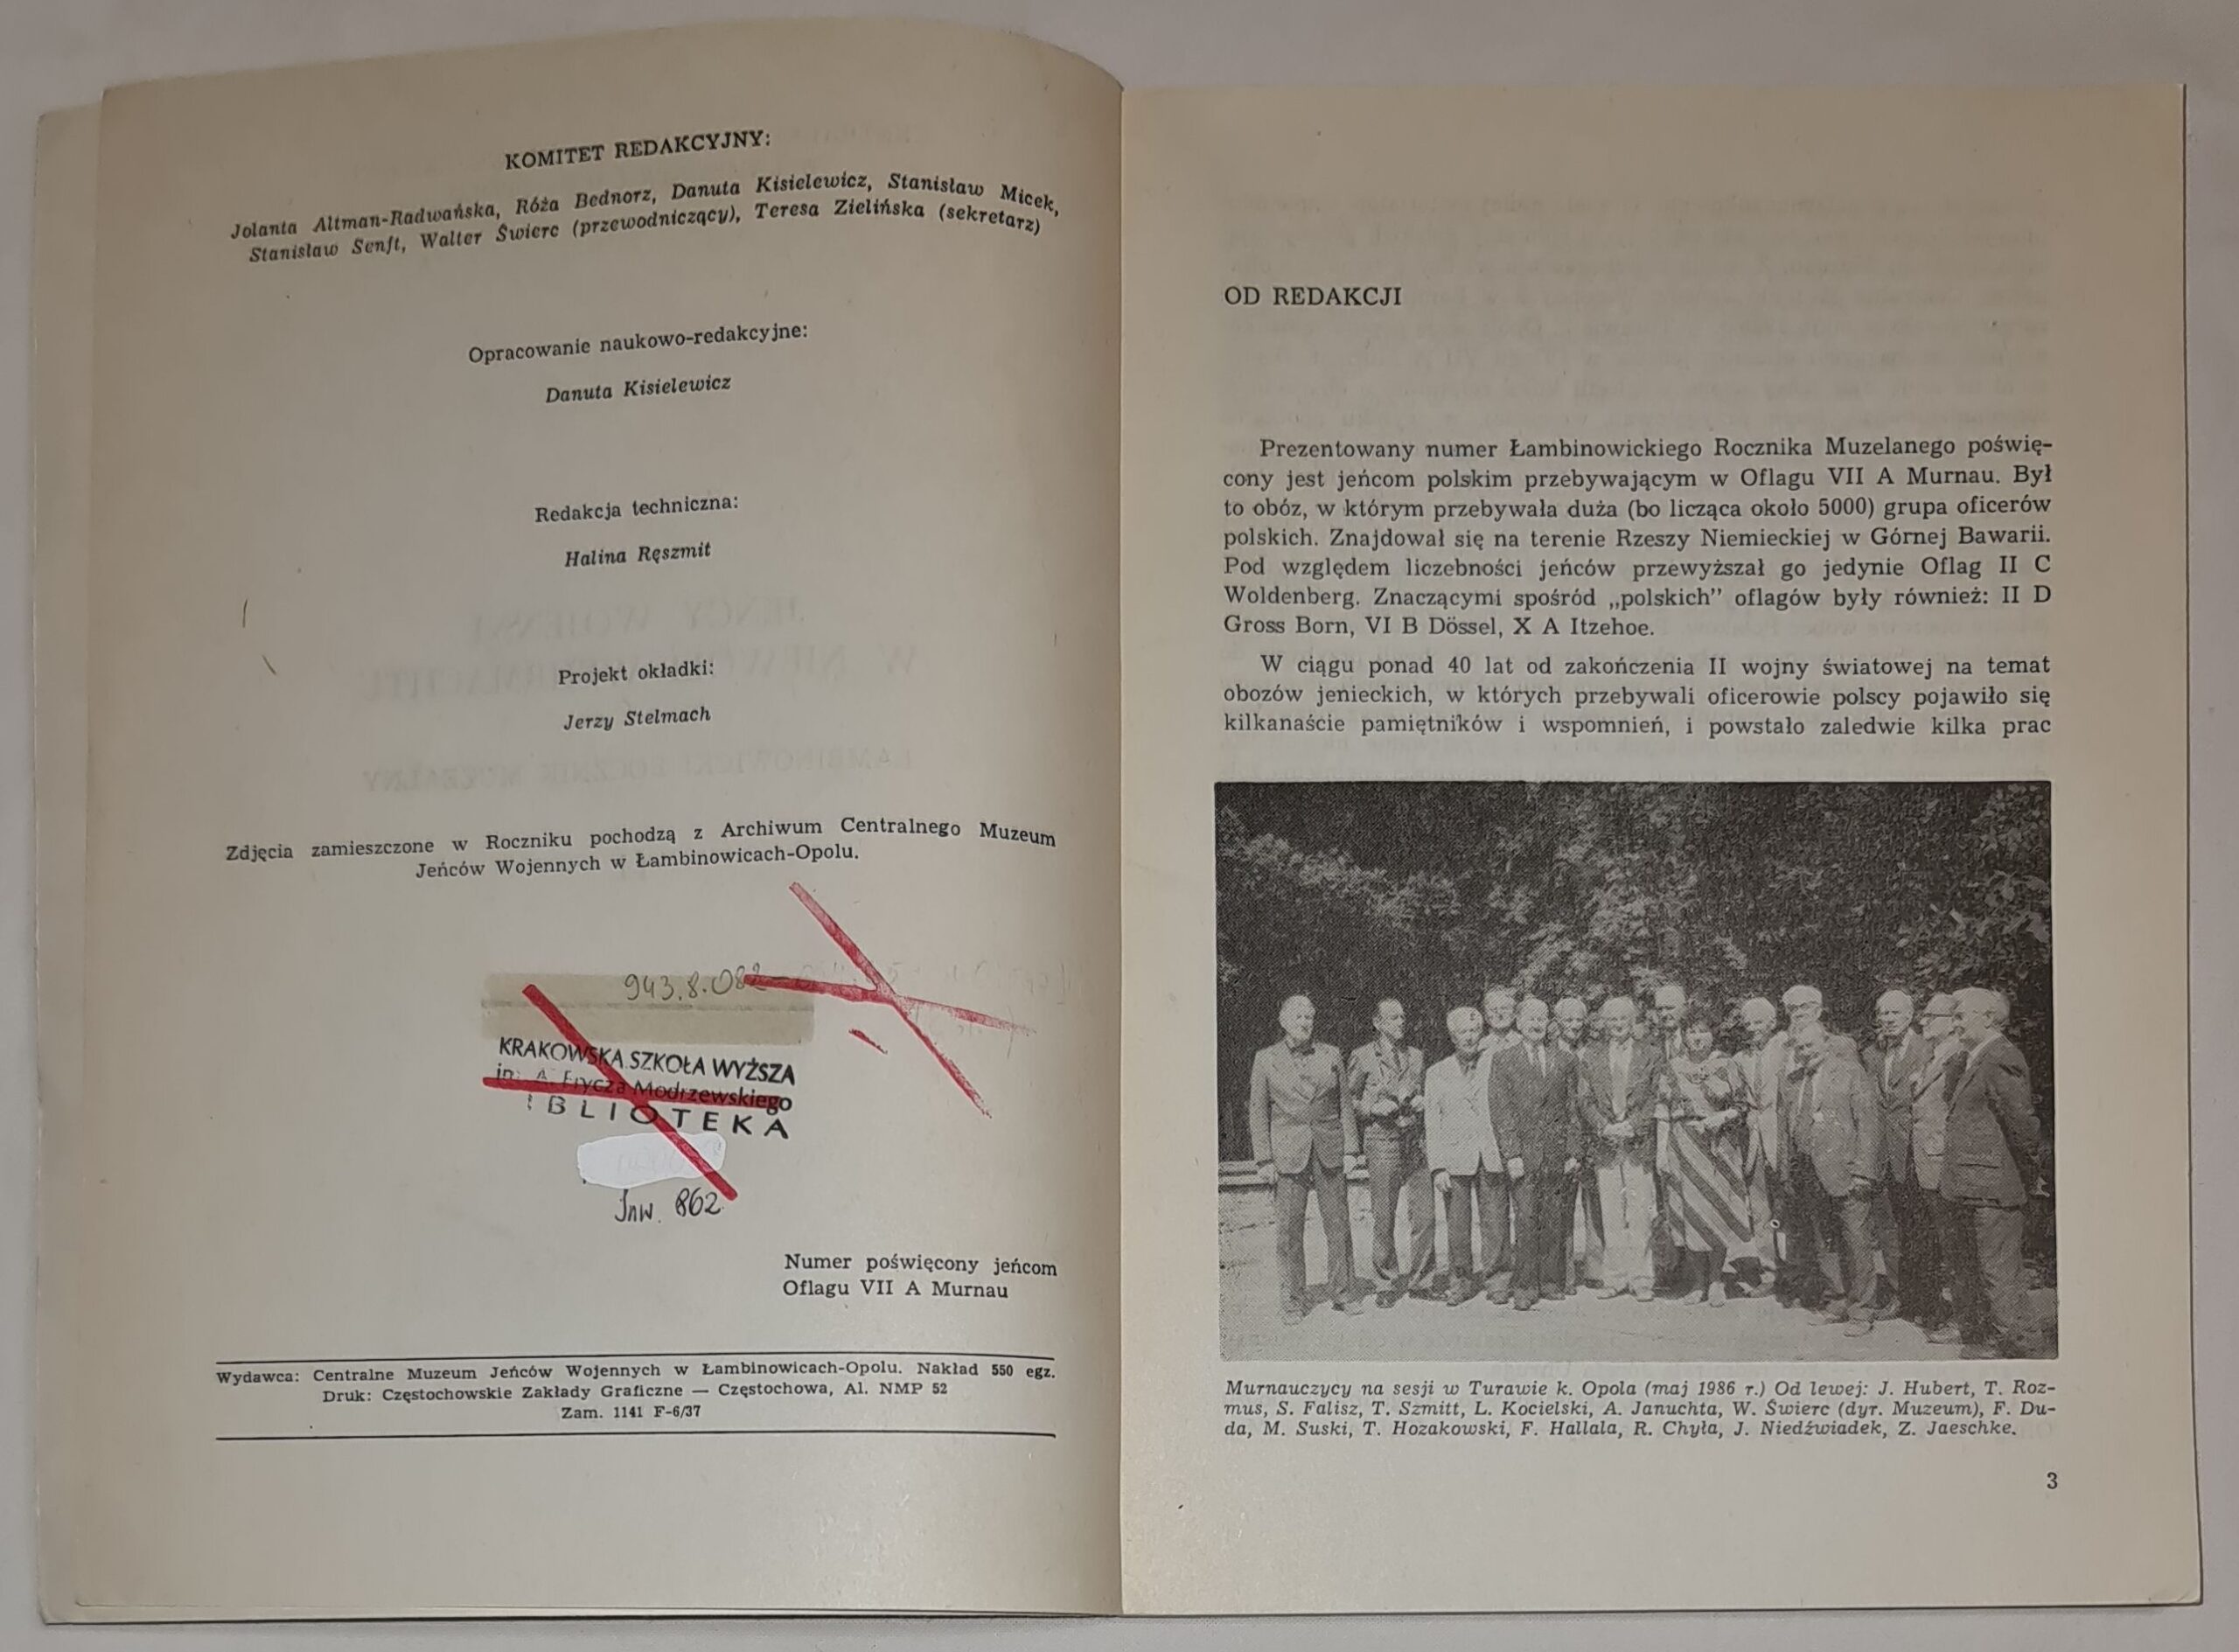 KOMITET REDAKCYJNY:
Jolanta Altman-Radwańska, Róża Bednorz, Danuta Kisielewicz, Stanisław Micek,
Stanisław Senft, Walter Świerc (przewodniczący), Teresa Zielińska (sekretarz)
Opracowanie naukowo-redakcyjne:
Danuta Kisielewicz
Redakcja techniczna:
Halina Ręszmit
Projekt okładki:
Jerzy Stelmach
Zdjęcia zamieszczone w Roczniku pochodzą z Archiwum Centralnego Muzeum
Jeńców Wojennych w Łambinowicach-Opolu.
943.8.082
KRAKOWSKA SZKOŁA WYŻSZA
im. A. Frycza Modrzewskiego
IBLIOTEKA
Inw. 862
Numer poświęcony jeńcom
Oflagu VII A Murnau
Wydawca: Centralne Muzeum Jeńców Wojennych w Łambinowicach-Opolu. Nakład 550 egz.
Druk: Częstochowskie Zakłady Graficzne — Częstochowa, Al. NMP 52
Zam. 1141 F-6/37
OD REDAKCJI
Prezentowany numer Łambinowickiego Rocznika Muzelanego poświę-
cony jest jeńcom polskim przebywającym w Oflagu VII A Murnau. Był
to obóz, w którym przebywała duża (bo licząca około 5000) grupa oficerów
polskich. Znajdował się na terenie Rzeszy Niemieckiej w Górnej Bawarii.
Pod względem liczebności jeńców przewyższał go jedynie Oflag II C
Woldenberg. Znaczącymi spośród „polskich” oflagów były również: II D
Gross Born, VI B Dössel, X A Itzehoe.
W ciągu ponad 40 lat od zakończenia II wojny światowej na temat
obozów jenieckich, w których przebywali oficerowie polscy pojawiło się
kilkanaście pamiętników i wspomnień, i powstało zaledwie kilka prac
Murnauczycy na sesji w Turawie k. Opola (maj 1986 r.) Od lewej: J. Hubert, T. Roz-
mus, S. Falisz, T. Szmitt, L. Kocielski, A. Januchta, W. Świerc (dyr. Muzeum), F. Du-
da, M. Suski, T. Hozakowski, F. Hallala, R. Chyła, J. Niedźwiadek, Z. Jaeschke.
3